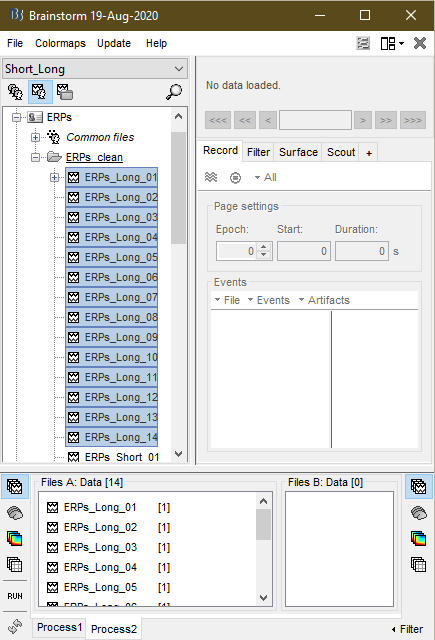 Brainstorm 19-Aug-2020
File Colormaps Update Help
Short_Long
ERPs
Common files
ERPs_clean
ERPs_Long_01
ERPs_Long_02
ERPs_Long_03
ERPs_Long_04
ERPs_Long_05
ERPs_Long_06
ERPs_Long_07
ERPs_Long_08
ERPs_Long_09
ERPs_Long_10
ERPs_Long_11
ERPs_Long_12
ERPs_Long_13
ERPs_Long_14
ERPs_Short_01
No data loaded.
<<< << < > >> >>>
Record Filter Surface Scout +
All
Page settings
Epoch: Start: Duration:
0 0 0 s
Events
File Events Artifacts
Files A: Data [14]
ERPs_Long_01 [1]
ERPs_Long_02 [1]
ERPs_Long_03 [1]
ERPs_Long_04 [1]
ERPs_Long_05 [1]
ERPs_Long_06 [1]
Files B: Data [0]
RUN
Process1 Process2
Filter